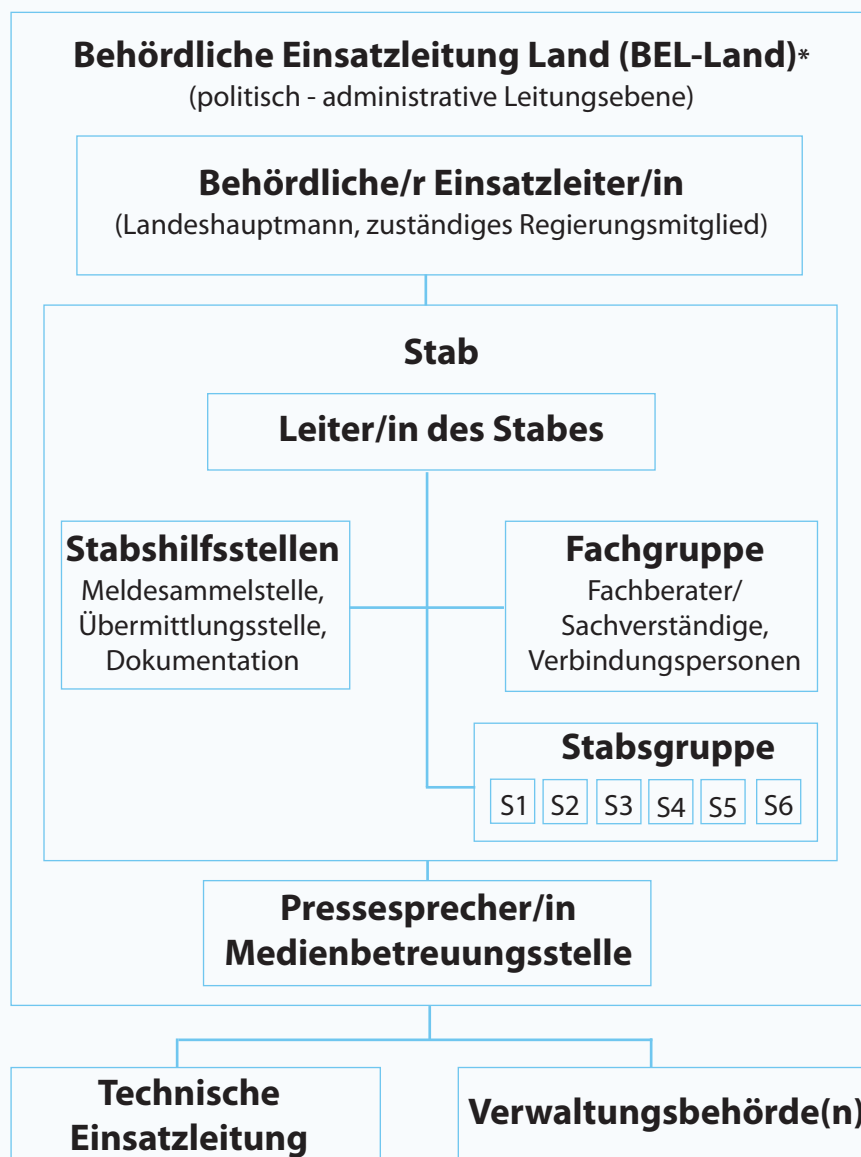 Behördliche Einsatzleitung Land (BEL-Land)*
(politisch - administrative Leitungsebene)
Behördliche/r Einsatzleiter/in
(Landeshauptmann, zuständiges Regierungsmitglied)
Stab
Leiter/in des Stabes
Stabshilfsstellen
Meldesammelstelle,
Übermittlungsstelle,
Dokumentation
Fachgruppe
Fachberater/
Sachverständige,
Verbindungspersonen
Stabsgruppe
S1 S2 S3 S4 S5 S6
Pressesprecher/in
Medienbetreuungsstelle
Technische
Einsatzleitung
Verwaltungsbehörde(n)